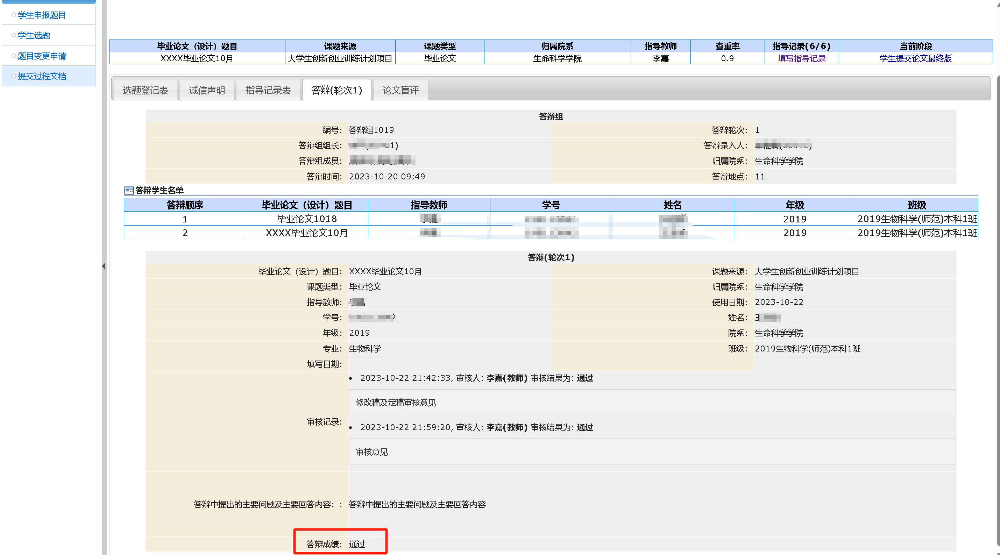 学生申报题目
学生选题
题目变更申请
提交过程文档
毕业论文（设计）题目 课题来源 课题类型 归属院系 指导教师 查重率 指导记录(6/6) 当前阶段
XXXX毕业论文10月 大学生创新创业训练计划项目 毕业论文 生命科学学院 李嘉 0.9 填写指导记录 学生提交论文最终版
选题登记表 诚信声明 指导记录表 答辩(轮次1) 论文盲评
答辩组
编号： 答辩组1019 答辩轮次： 1
答辩组组长： 1) 答辩录入人：
答辩组成员： 归属院系： 生命科学学院
答辩时间： 2023-10-20 09:49 答辩地点： 11
答辩学生名单
答辩顺序 毕业论文（设计）题目 指导教师 学号 姓名 年级 班级
1 毕业论文1018 2019 2019生物科学(师范)本科1班
2 XXXX毕业论文10月 2019 2019生物科学(师范)本科1班
答辩(轮次1)
毕业论文（设计）题目： XXXX毕业论文10月 课题来源： 大学生创新创业训练计划项目
课题类型： 毕业论文 归属院系： 生命科学学院
指导教师： 使用日期： 2023-10-22
学号： 2 姓名：
年级： 2019 院系： 生命科学学院
专业： 生物科学 班级： 2019生物科学(师范)本科1班
填写日期：
审核记录：
2023-10-22 21:42:33, 审核人: 李嘉(教师) 审核结果为: 通过
修改稿及定稿审核意见
2023-10-22 21:59:20, 审核人: 李嘉(教师) 审核结果为: 通过
审核意见
答辩中提出的主要问题及主要回答内容： : 答辩中提出的主要问题及主要回答内容
答辩成绩： 通过